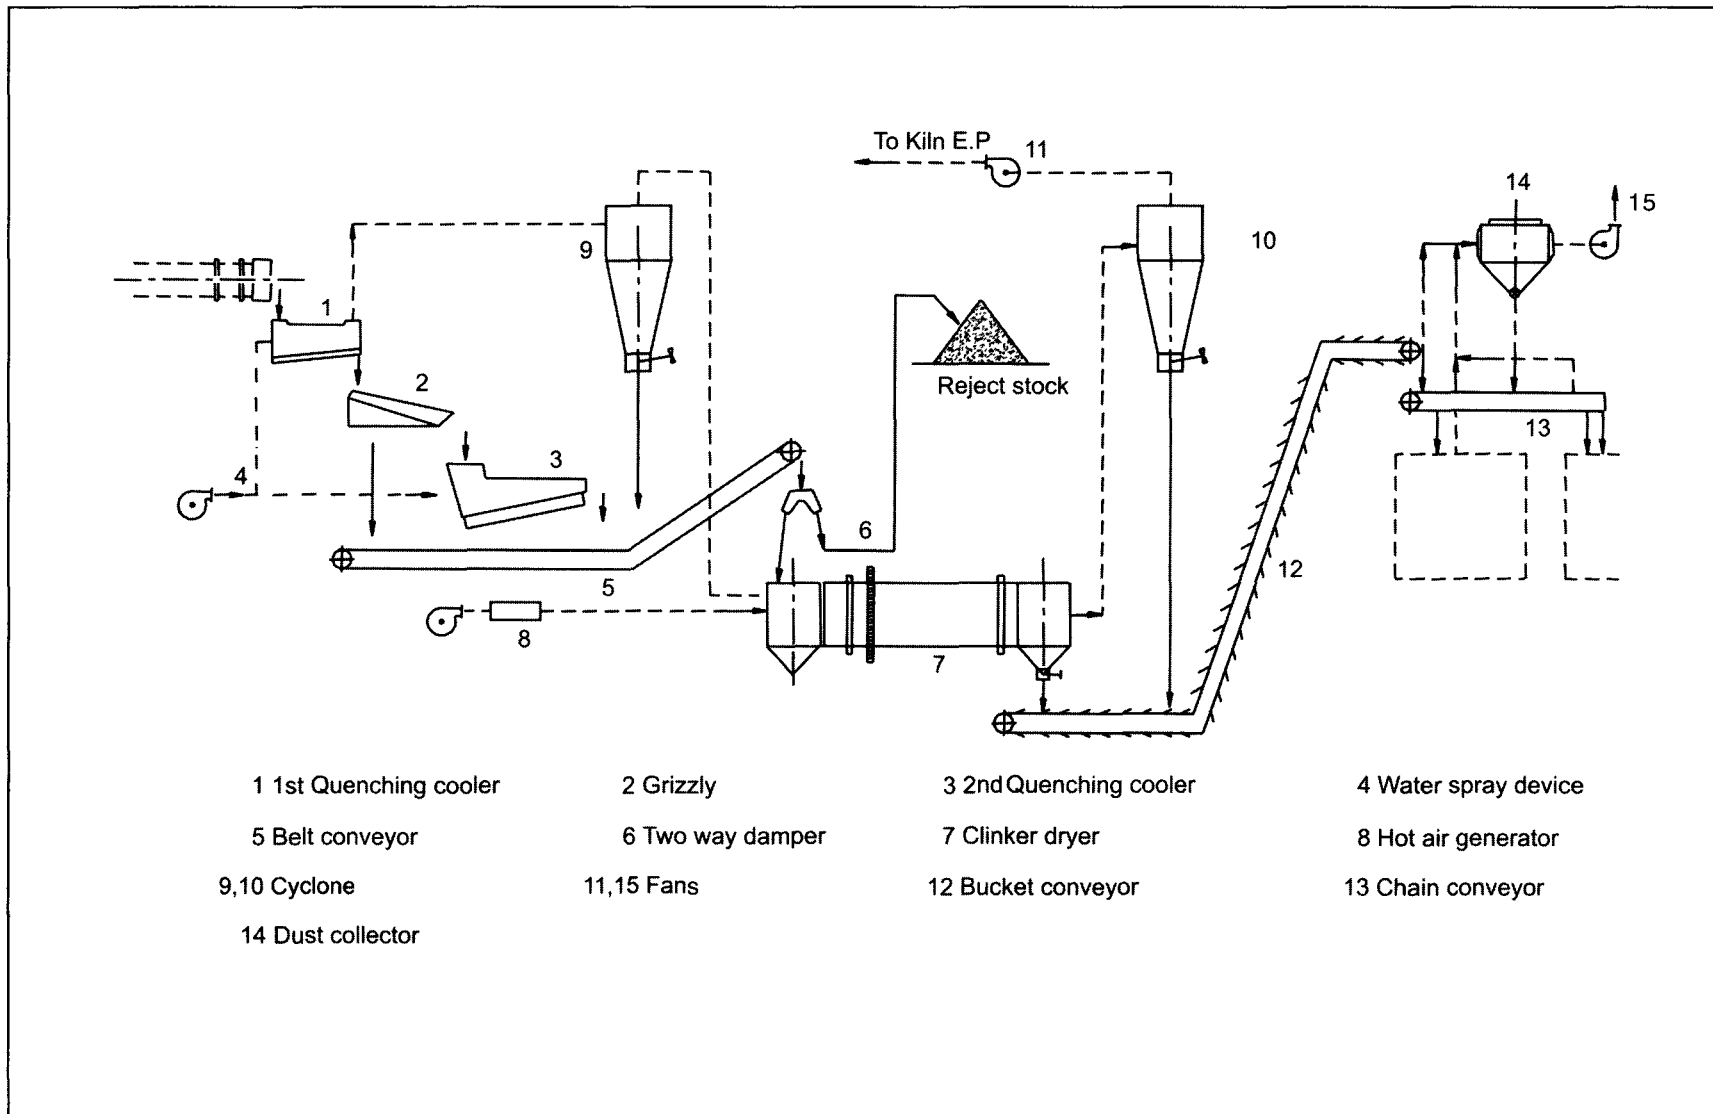 To Kiln E.P
11
14
15
9
10
1
2
Reject stock
13
3
4
6
12
5
8
7
1 1st Quenching cooler
2 Grizzly
3 2nd Quenching cooler
4 Water spray device
5 Belt conveyor
6 Two way damper
7 Clinker dryer
8 Hot air generator
9,10 Cyclone
11,15 Fans
12 Bucket conveyor
13 Chain conveyor
14 Dust collector